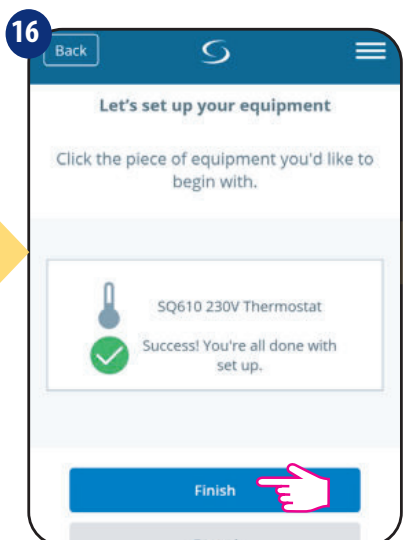 16
Back
Let's set up your equipment
Click the piece of equipment you'd like to
begin with.
SQ610 230V Thermostat
Success! You're all done with
set up.
Finish